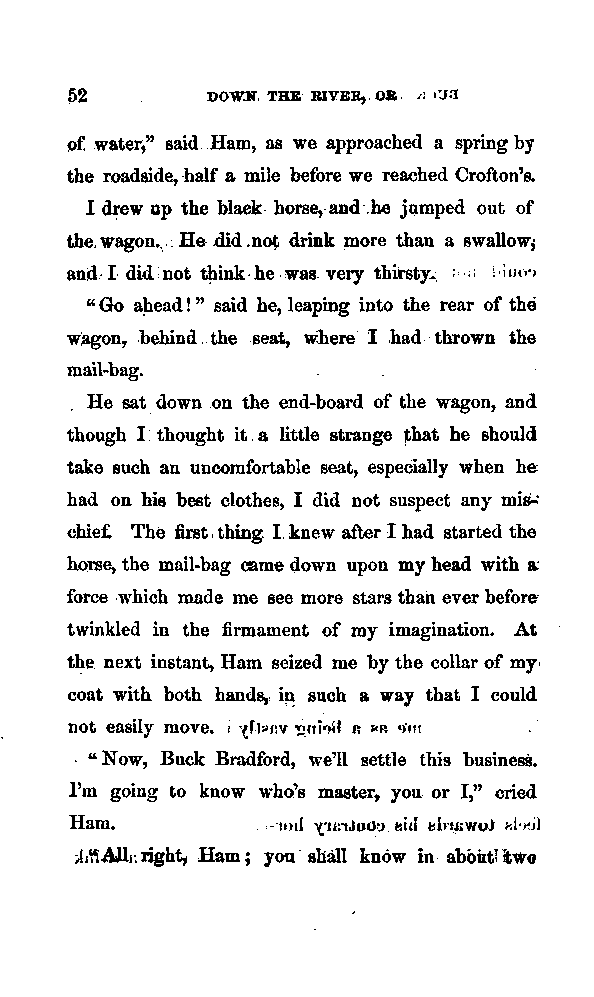 52 DOWN THE RIVER, OR
of water,” said Ham, as we approached a spring by
the roadside, half a mile before we reached Crofton’s.
I drew up the black horse, and he jumped out of
the wagon. He did not drink more than a swallow,
and I did not think he was very thirsty.
“Go ahead!” said he, leaping into the rear of the
wagon, behind the seat, where I had thrown the
mail-bag.
He sat down on the end-board of the wagon, and
though I thought it a little strange that he should
take such an uncomfortable seat, especially when he
had on his best clothes, I did not suspect any mis-
chief. The first thing I knew after I had started the
horse, the mail-bag came down upon my head with a
force which made me see more stars than ever before
twinkled in the firmament of my imagination. At
the next instant, Ham seized me by the collar of my
coat with both hands, in such a way that I could
not easily move.
“Now, Buck Bradford, we’ll settle this business.
I’m going to know who’s master, you or I,” cried
Ham.
“All right, Ham; you shall know in about two